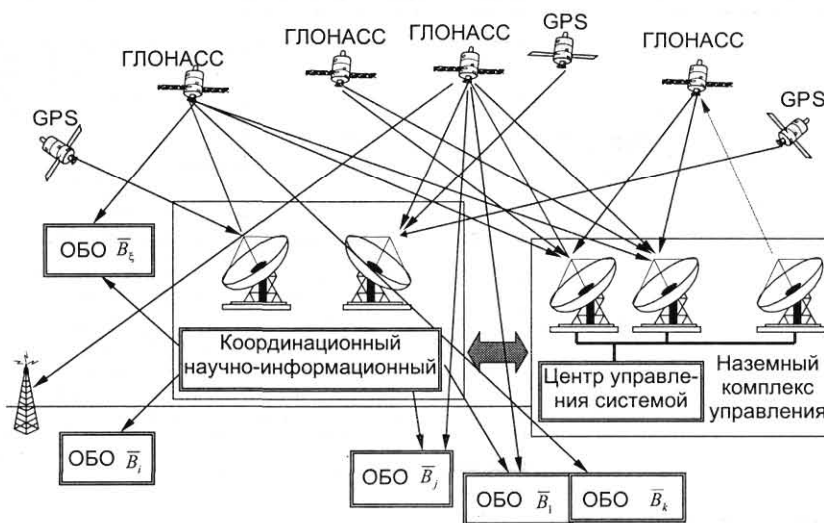 GPS
ГЛОНАСС
ГЛОНАСС
ГЛОНАСС
ГЛОНАСС
GPS
GPS
ОБО B̅ξ
Координационный
научно-информационный
Центр управле-
ния системой
Наземный
комплекс
управления
ОБО B̅i
ОБО B̅j
ОБО B̅1
ОБО B̅k